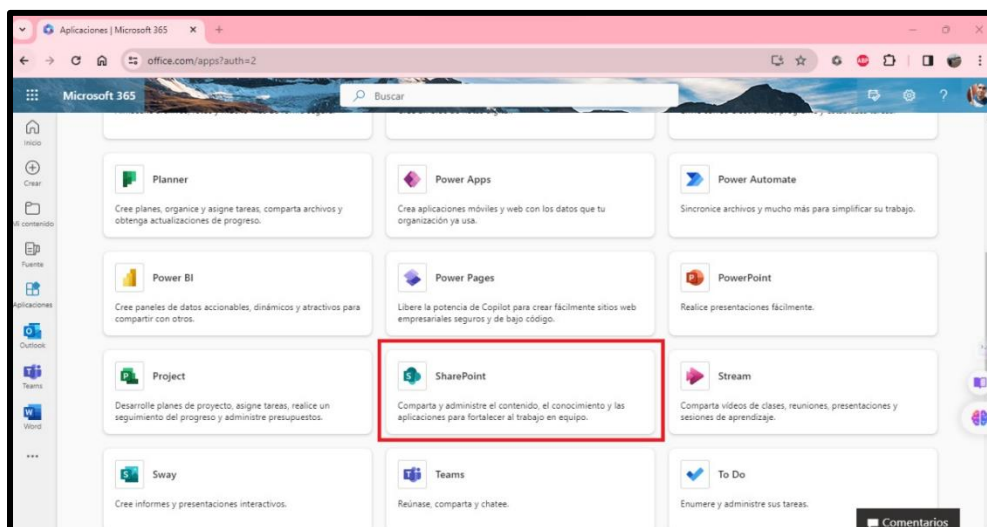 Aplicaciones | Microsoft 365
office.com/apps?auth=2
Microsoft 365
Buscar
Inicio
Crear
Mi contenido
Fuente
Aplicaciones
Outlook
Teams
Word
Planner
Cree planes, organice y asigne tareas, comparta archivos y
obtenga actualizaciones de progreso.
Power Apps
Crea aplicaciones móviles y web con los datos que tu
organización ya usa.
Power Automate
Sincronice archivos y mucho más para simplificar su trabajo.
Power BI
Cree paneles de datos accionables, dinámicos y atractivos para
compartir con otros.
Power Pages
Libere la potencia de Copilot para crear fácilmente sitios web
empresariales seguros y de bajo código.
PowerPoint
Realice presentaciones fácilmente.
Project
Desarrolle planes de proyecto, asigne tareas, realice un
seguimiento del progreso y administre presupuestos.
SharePoint
Comparta y administre el contenido, el conocimiento y las
aplicaciones para fortalecer al trabajo en equipo.
Stream
Comparta vídeos de clases, reuniones, presentaciones y
sesiones de aprendizaje.
Sway
Cree informes y presentaciones interactivos.
Teams
Reúnase, comparta y chatee.
To Do
Enumere y administre sus tareas.
Comentarios